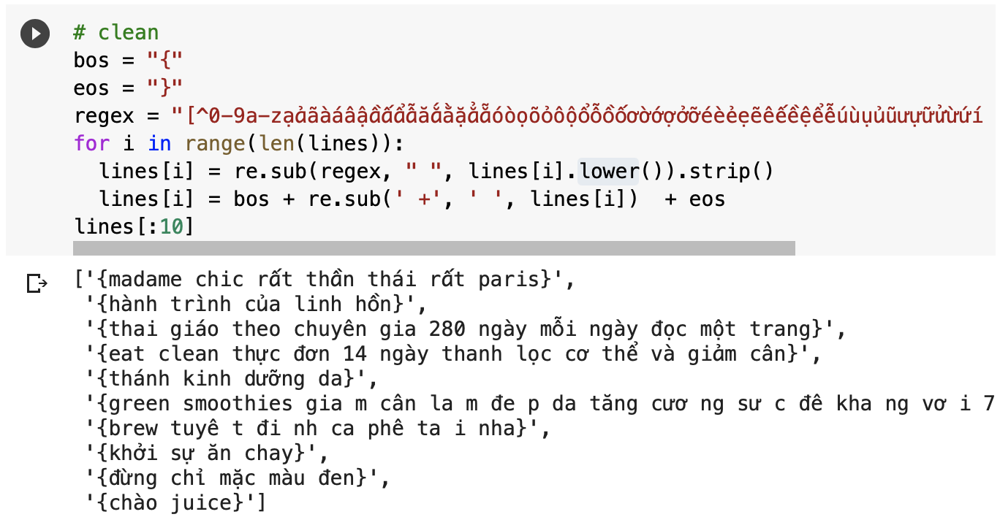 # clean
bos = "{"
eos = "}"
regex = "[^0-9a-zạảãàáâậầấẩẫăắằặẳẵóòọõỏôộổỗồốơờớợởỡéèẻẹẽêếềệểễúùụủũưựữửừứí
for i in range(len(lines)):
  lines[i] = re.sub(regex, " ", lines[i].lower()).strip()
  lines[i] = bos + re.sub(' +', ' ', lines[i])  + eos
lines[:10]
['{madame chic rất thần thái rất paris}',
 '{hành trình của linh hồn}',
 '{thai giáo theo chuyên gia 280 ngày mỗi ngày đọc một trang}',
 '{eat clean thực đơn 14 ngày thanh lọc cơ thể và giảm cân}',
 '{thánh kinh dưỡng da}',
 '{green smoothies gia m cân la m đe p da tăng cươ ng sư c đê kha ng vơ i 7
 '{brew tuyê t đi nh ca phê ta i nha}',
 '{khởi sự ăn chay}',
 '{đừng chỉ mặc màu đen}',
 '{chào juice}']